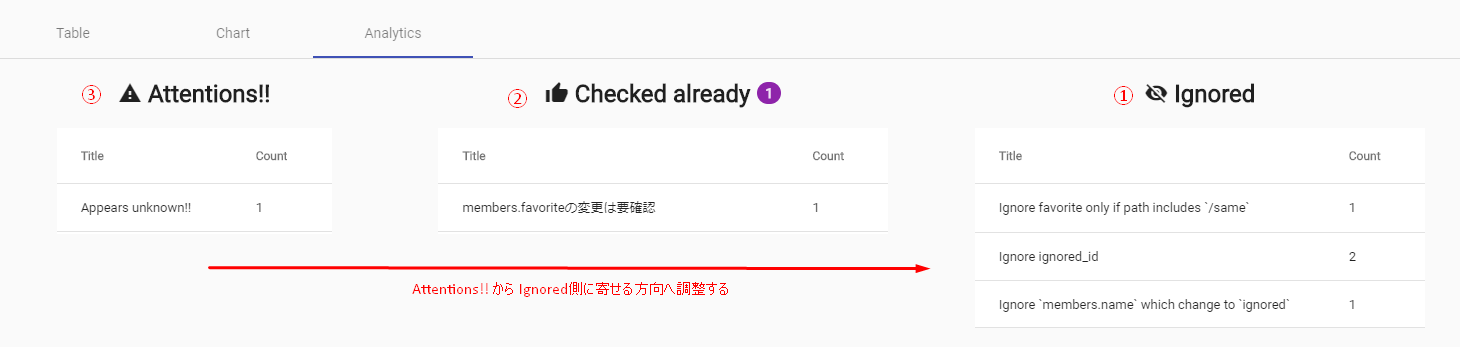 Table Chart Analytics
③ Attentions!! ② Checked already 1 ① Ignored
Title Count Title Count Title Count
Appears unknown!! 1 members.favoriteの変更は要確認 1 Ignore favorite only if path includes `/same` 1
Ignore ignored_id 2
Attentions!! から Ignored側に寄せる方向へ調整する
Ignore `members.name` which change to `ignored` 1